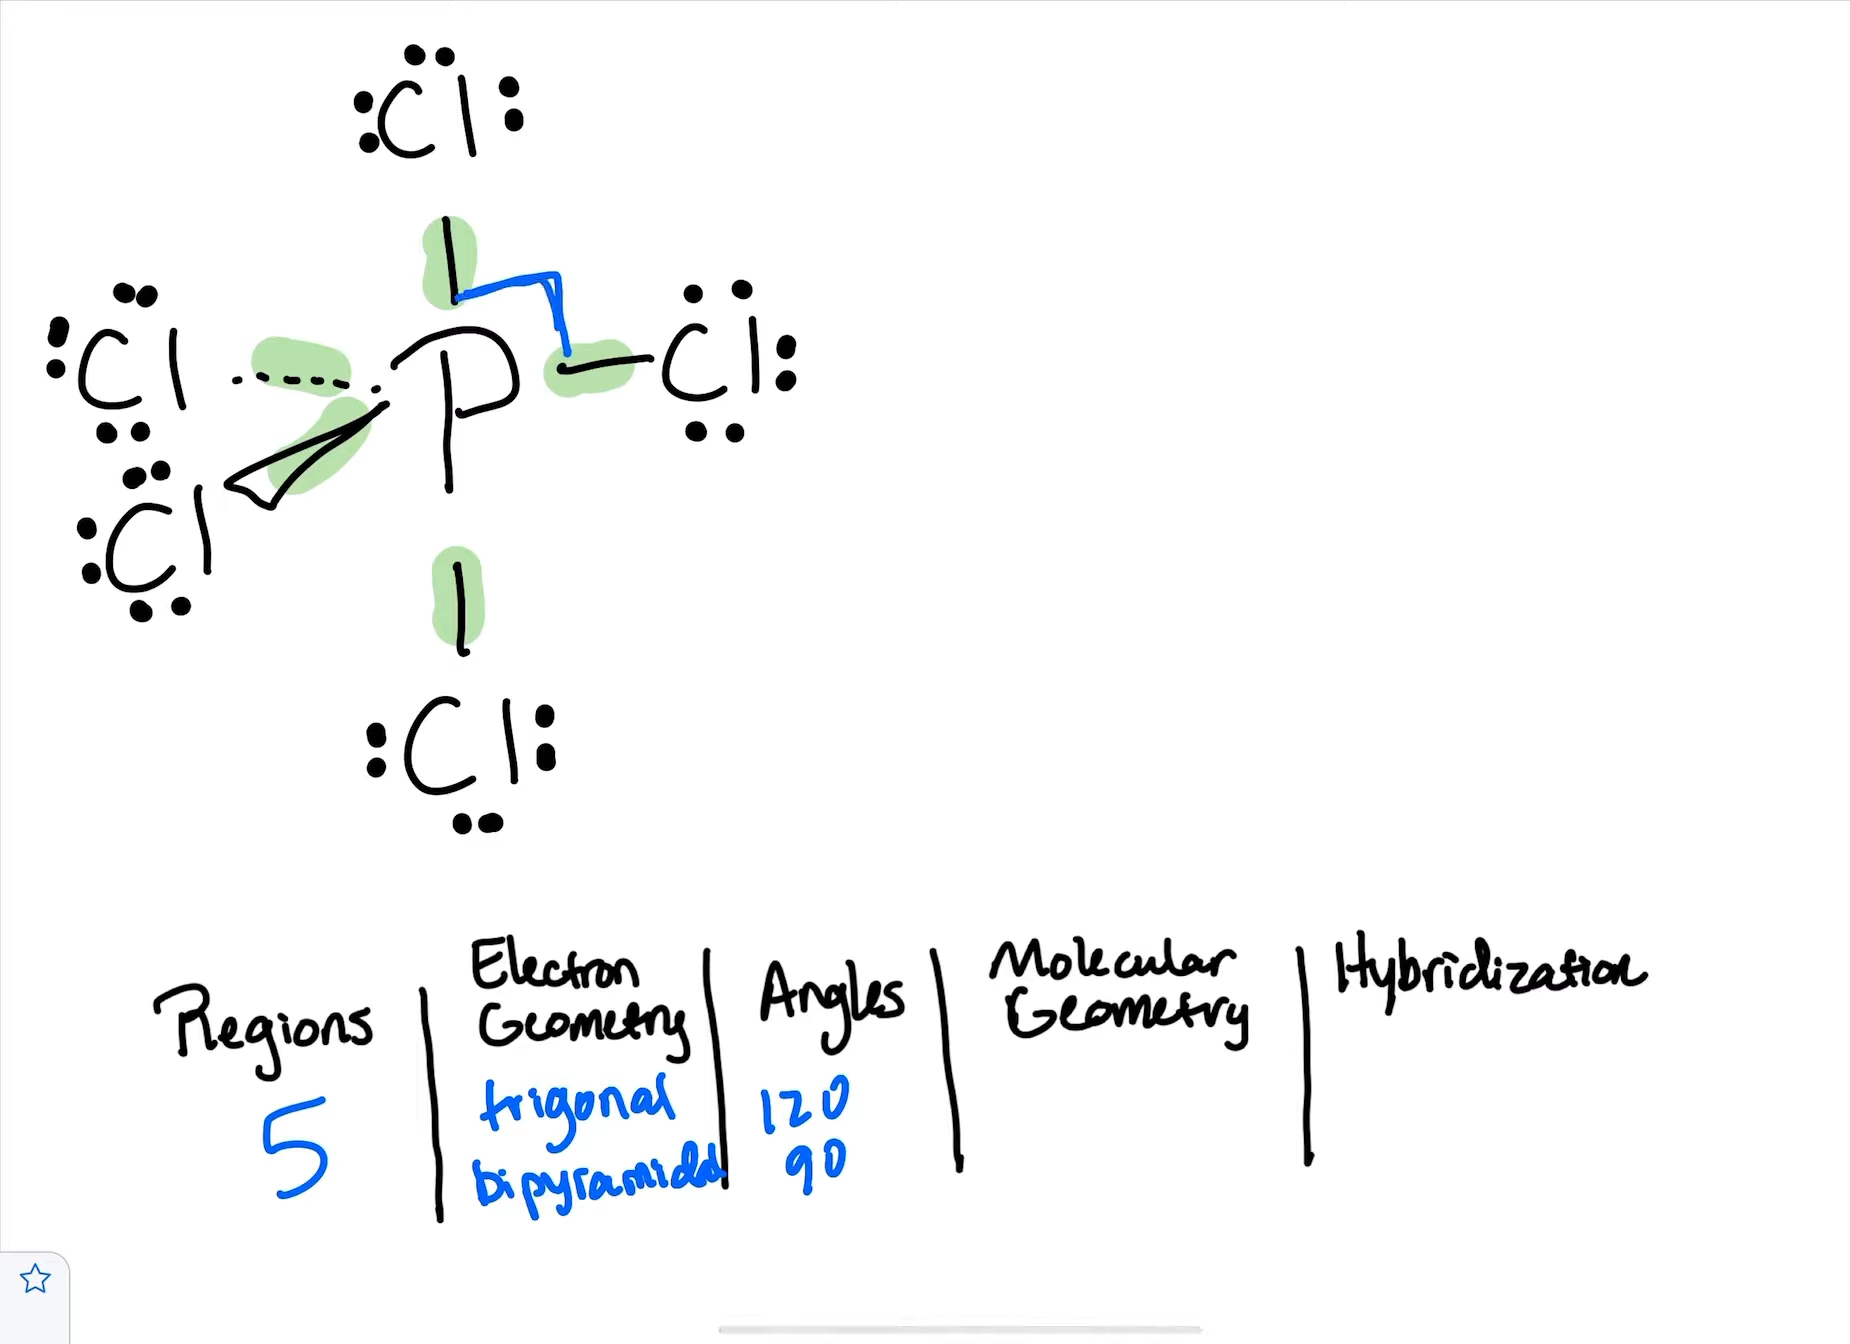 Cl
Cl P Cl
Cl
Cl
Regions Electron Geometry Angles Molecular Geometry Hybridization
5 trigonal bipyramidal 120 90